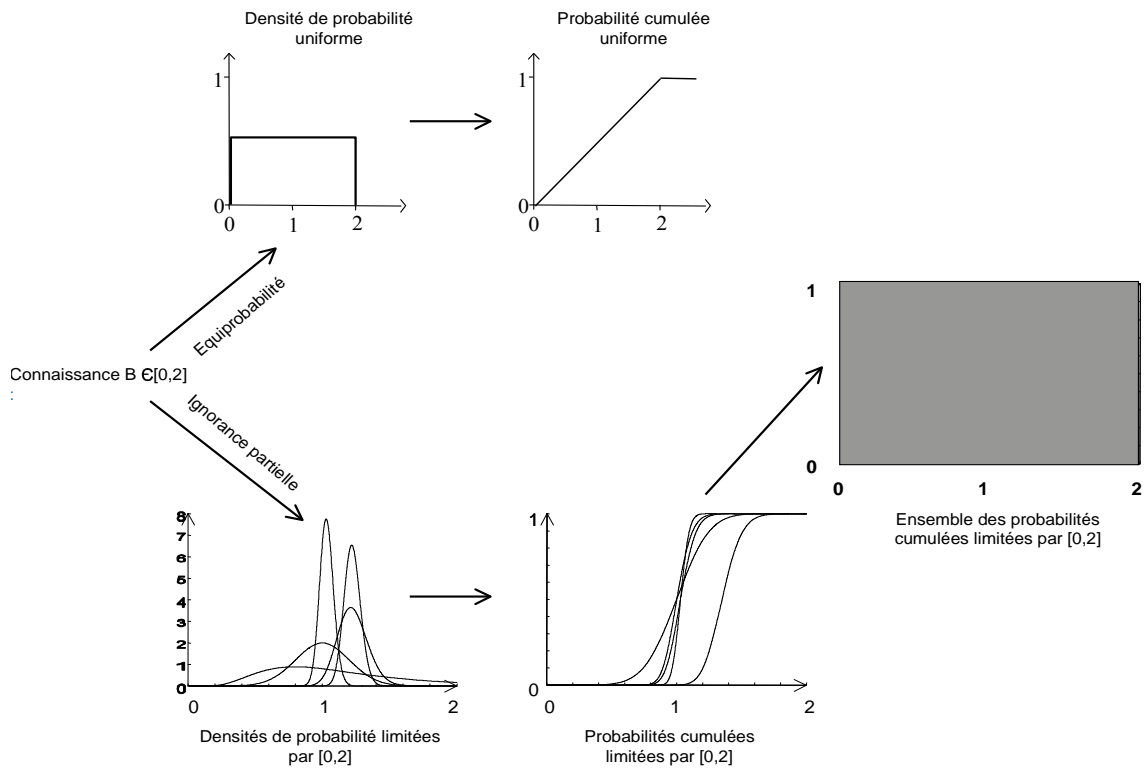 Densité de probabilité
uniforme
Probabilité cumulée
uniforme
1
0
0
1
2
1
0
0
1
2
Equiprobabilité
Connaissance B Є[0,2]
:
Ignorance partielle
1
0
0
1
2
Ensemble des probabilités
cumulées limitées par [0,2]
8
7
6
5
4
3
2
1
0
0
1
2
Densités de probabilité limitées
par [0,2]
1
0
0
1
2
Probabilités cumulées
limitées par [0,2]